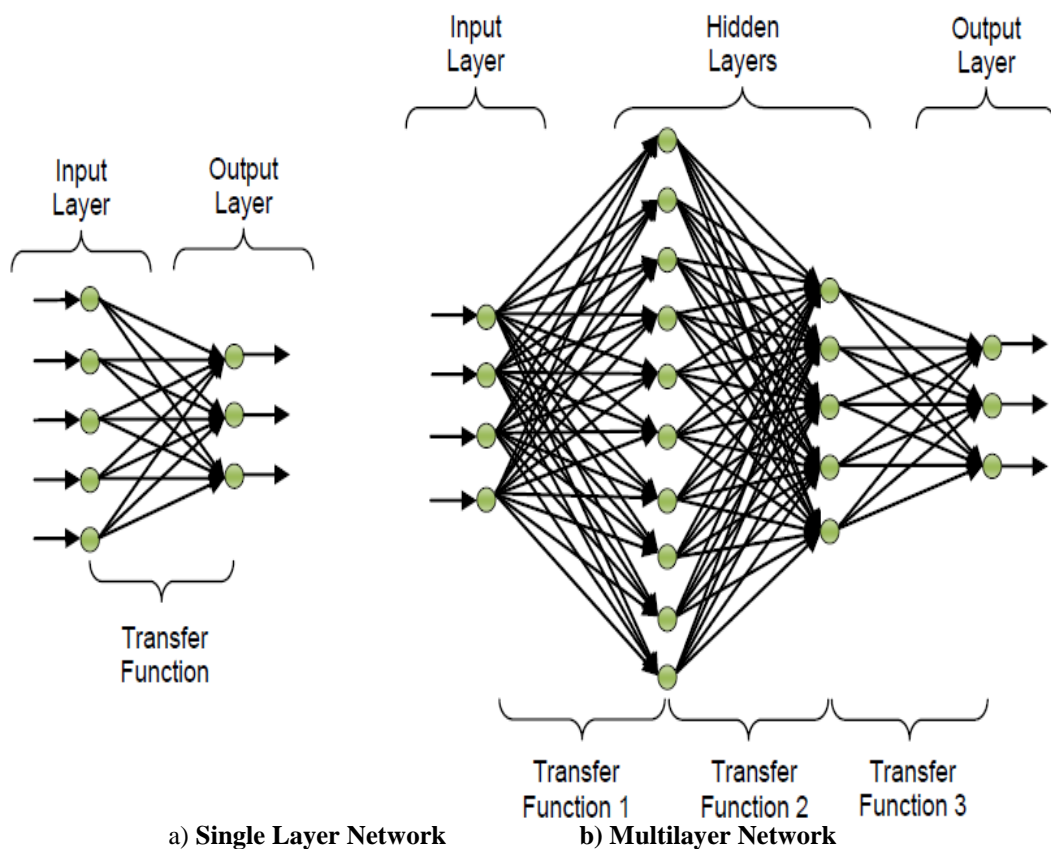 Input
Layer
Hidden
Layers
Output
Layer
Input
Layer
Output
Layer
Transfer
Function
Transfer
Function 1
Transfer
Function 2
Transfer
Function 3
a) Single Layer Network
b) Multilayer Network